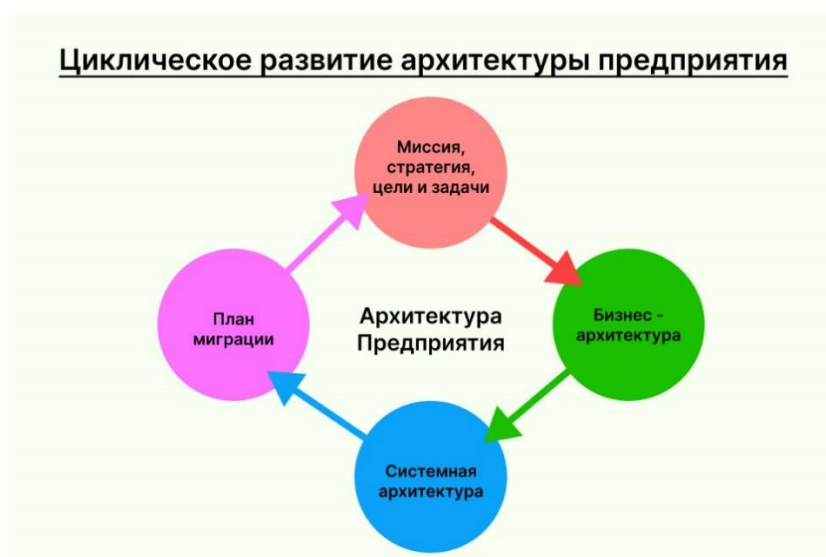 Циклическое развитие архитектуры предприятия
Миссия,
стратегия,
цели и задачи
Бизнес -
архитектура
Архитектура
Предприятия
План
миграции
Системная
архитектура